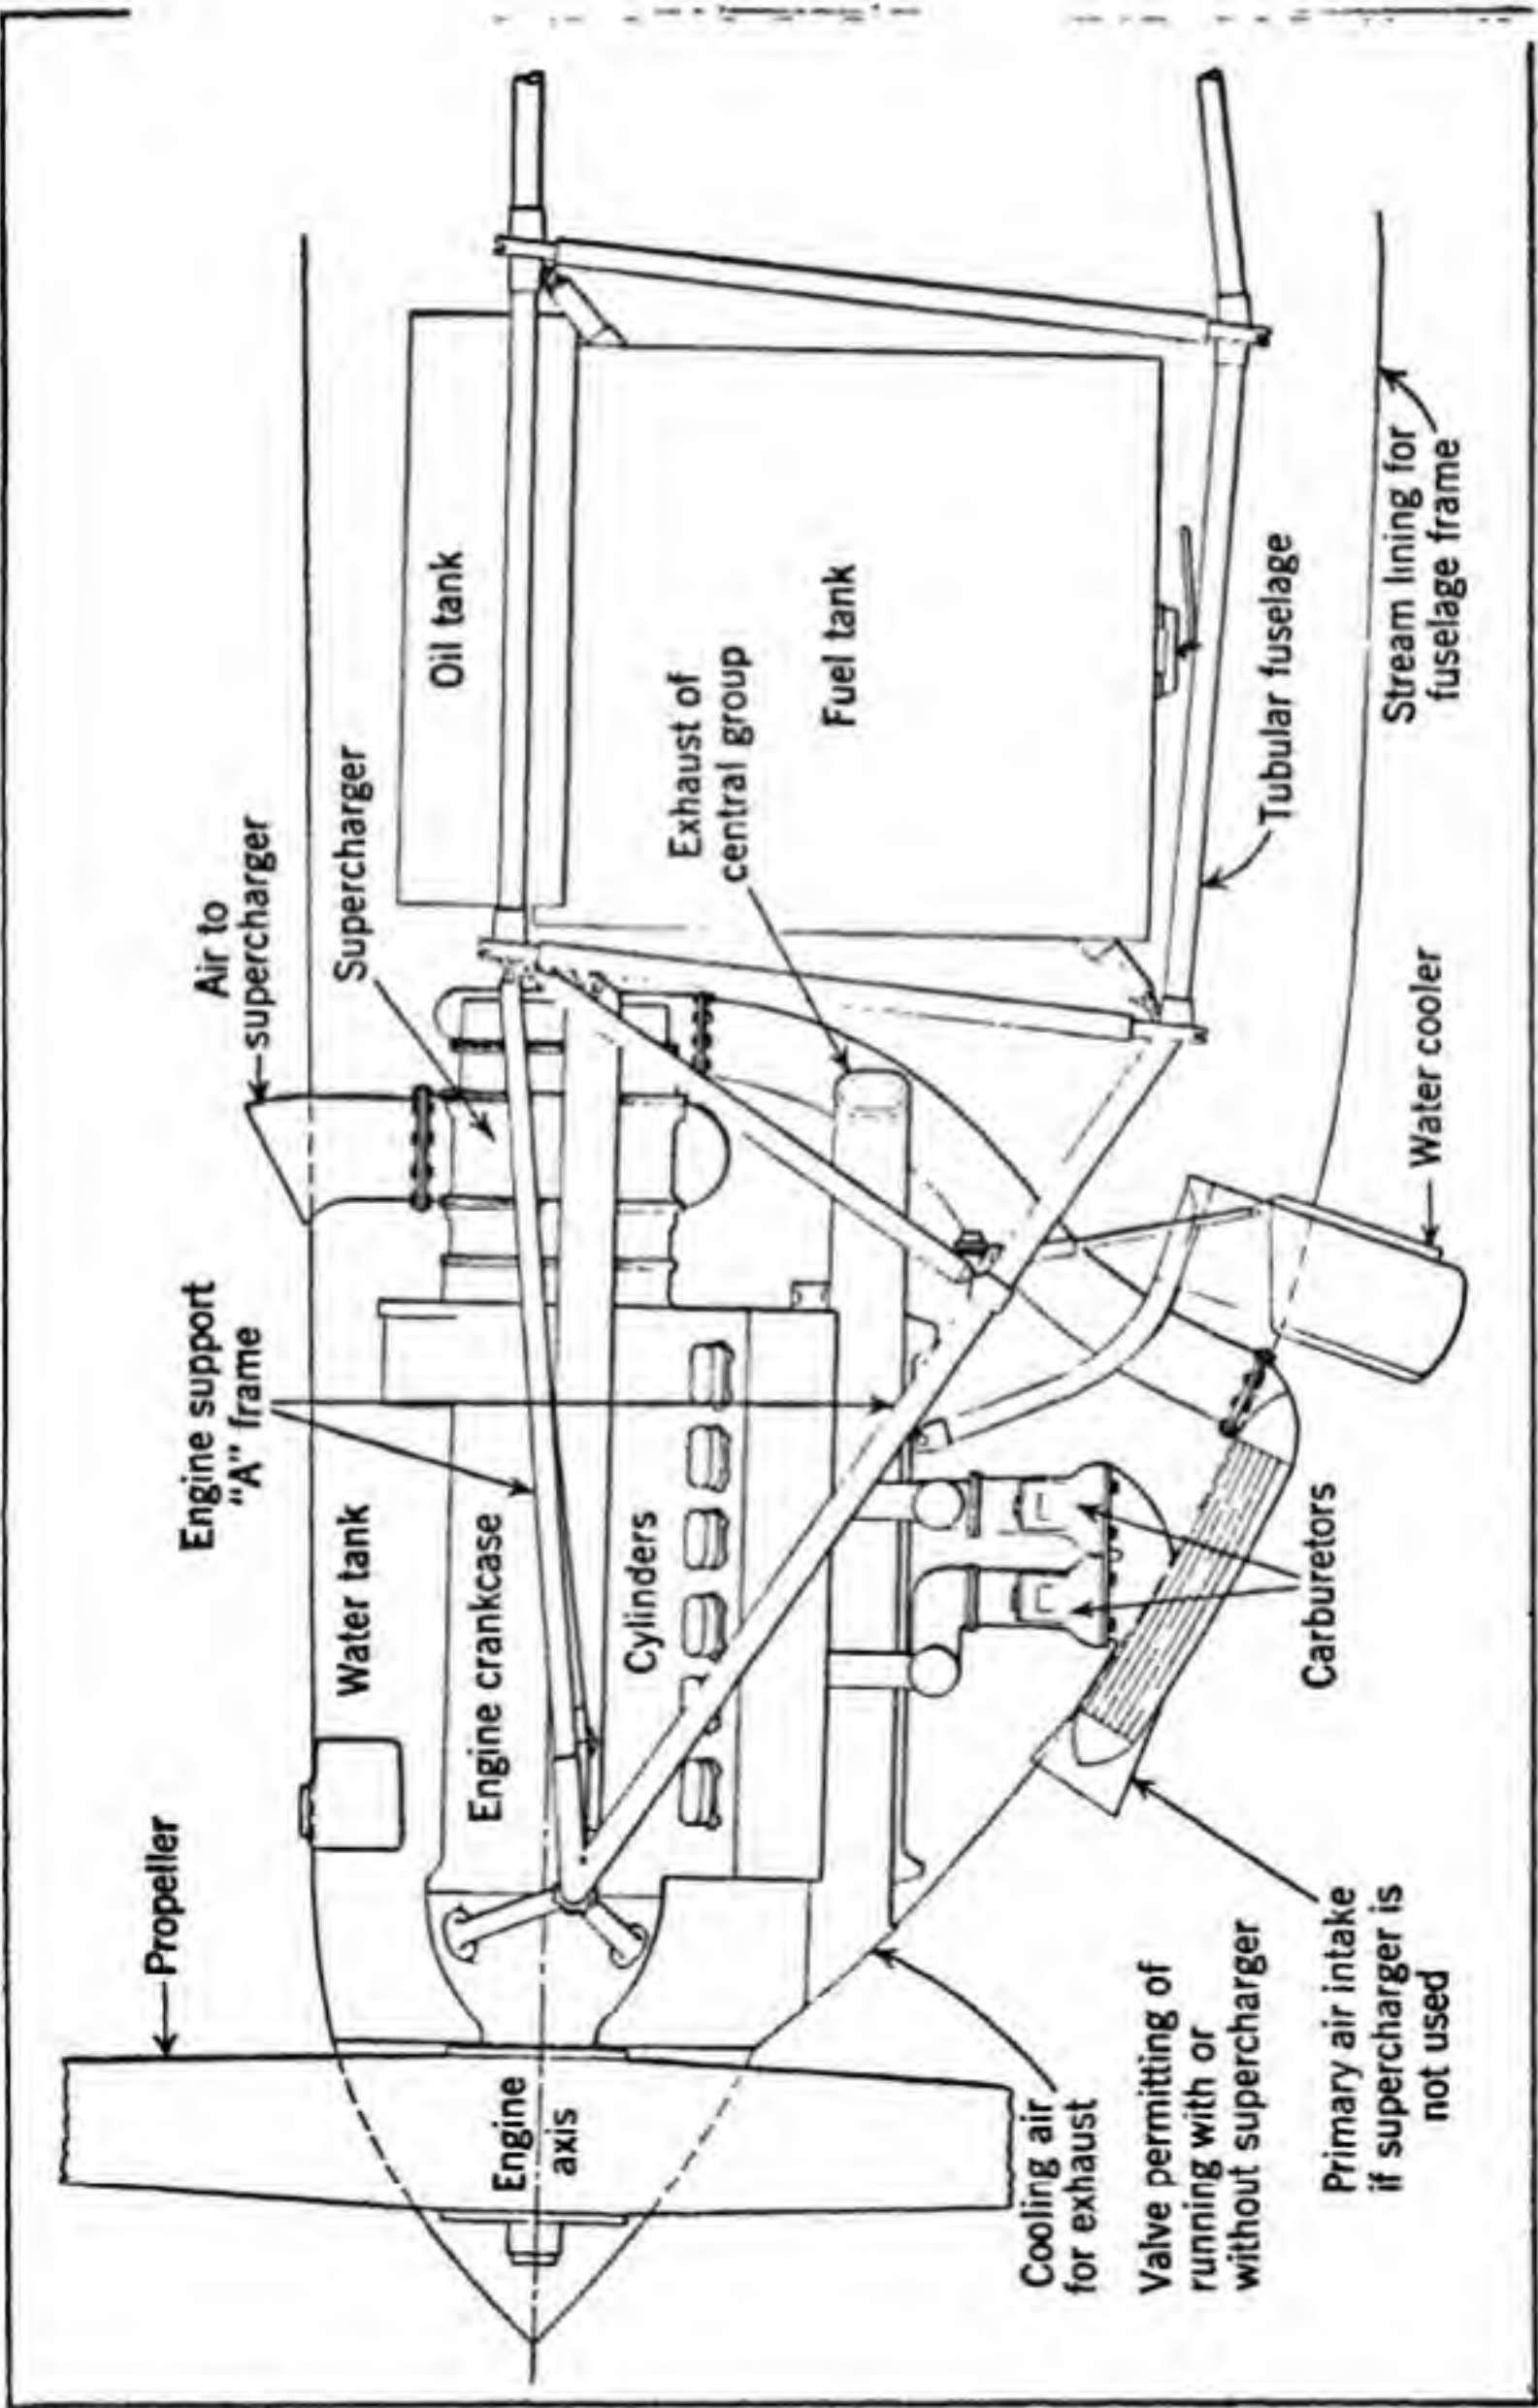 Propeller
Engine
axis
Cooling air
for exhaust
Valve permitting of
running with or
without supercharger
Primary air intake
if supercharger is
not used
Engine support
"A" frame
Water tank
Engine crankcase
Cylinders
Carburetors
Air to
supercharger
Supercharger
Exhaust of
central group
Water cooler
Oil tank
Fuel tank
Tubular fuselage
Stream lining for
fuselage frame